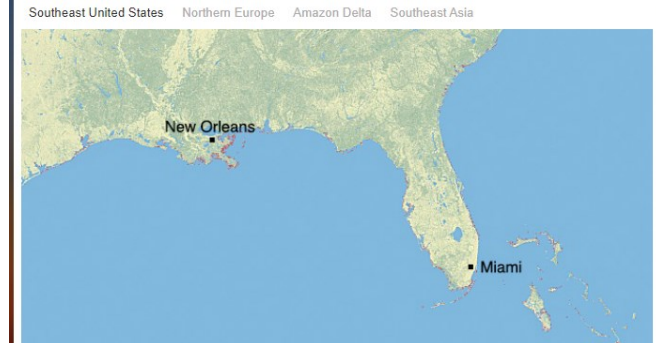 Southeast United States Northern Europe Amazon Delta Southeast Asia
New Orleans
Miami